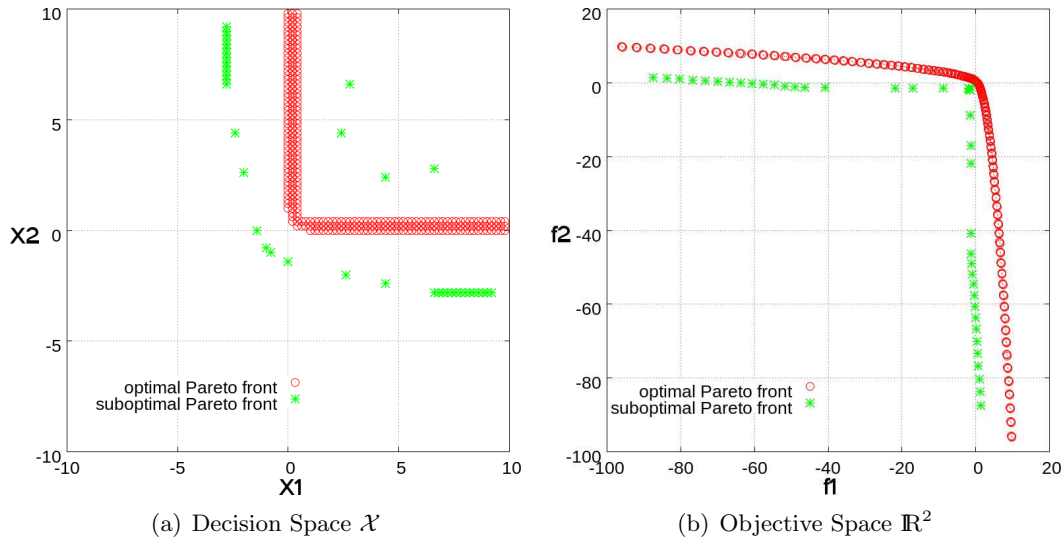 10
5
X2
0
-5
-10
optimal Pareto front
suboptimal Pareto front
-10
-5
0
5
10
X1
(a) Decision Space 𝒳
20
0
-20
f2
-40
-60
-80
-100
optimal Pareto front
suboptimal Pareto front
-100
-80
-60
-40
-20
0
20
f1
(b) Objective Space ℝ²